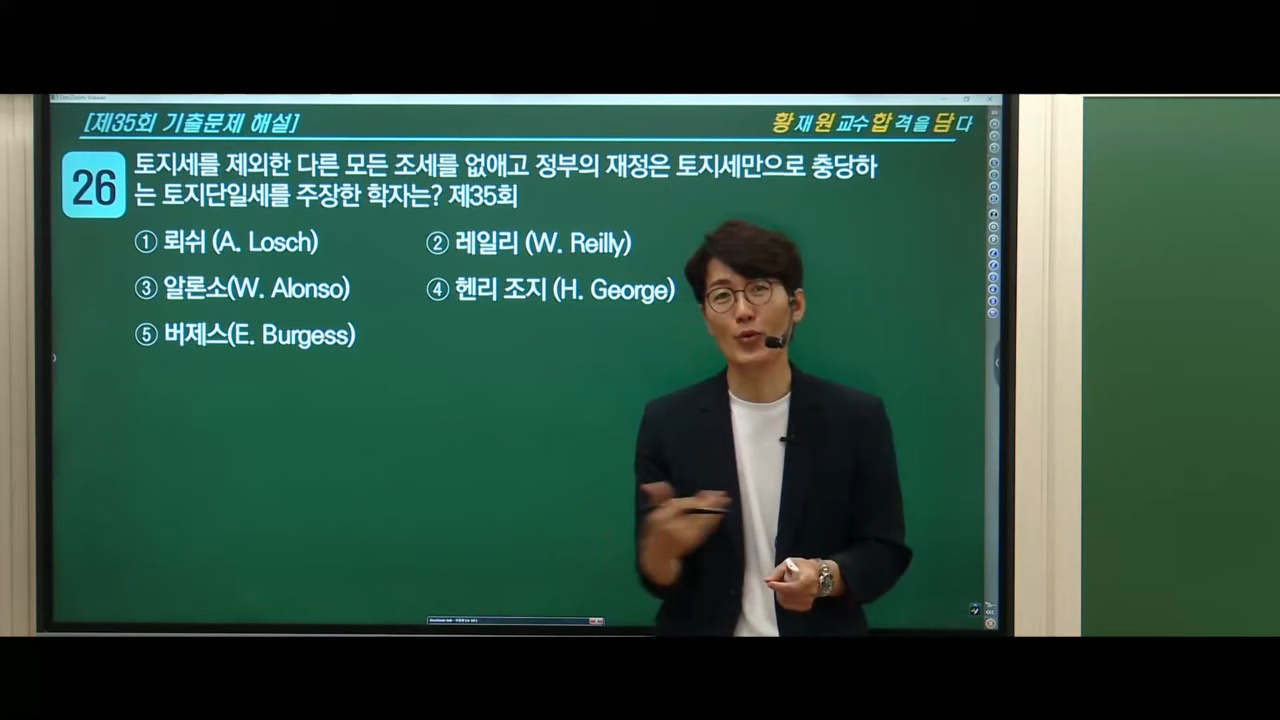 [제35회 기출문제 해설]
황재원교수합격을담다
26
토지세를 제외한 다른 모든 조세를 없애고 정부의 재정은 토지세만으로 충당하
는 토지단일세를 주장한 학자는? 제35회
① 뢰쉬 (A. Losch)
② 레일리 (W. Reilly)
③ 알론소(W. Alonso)
④ 헨리 조지 (H. George)
⑤ 버제스(E. Burgess)